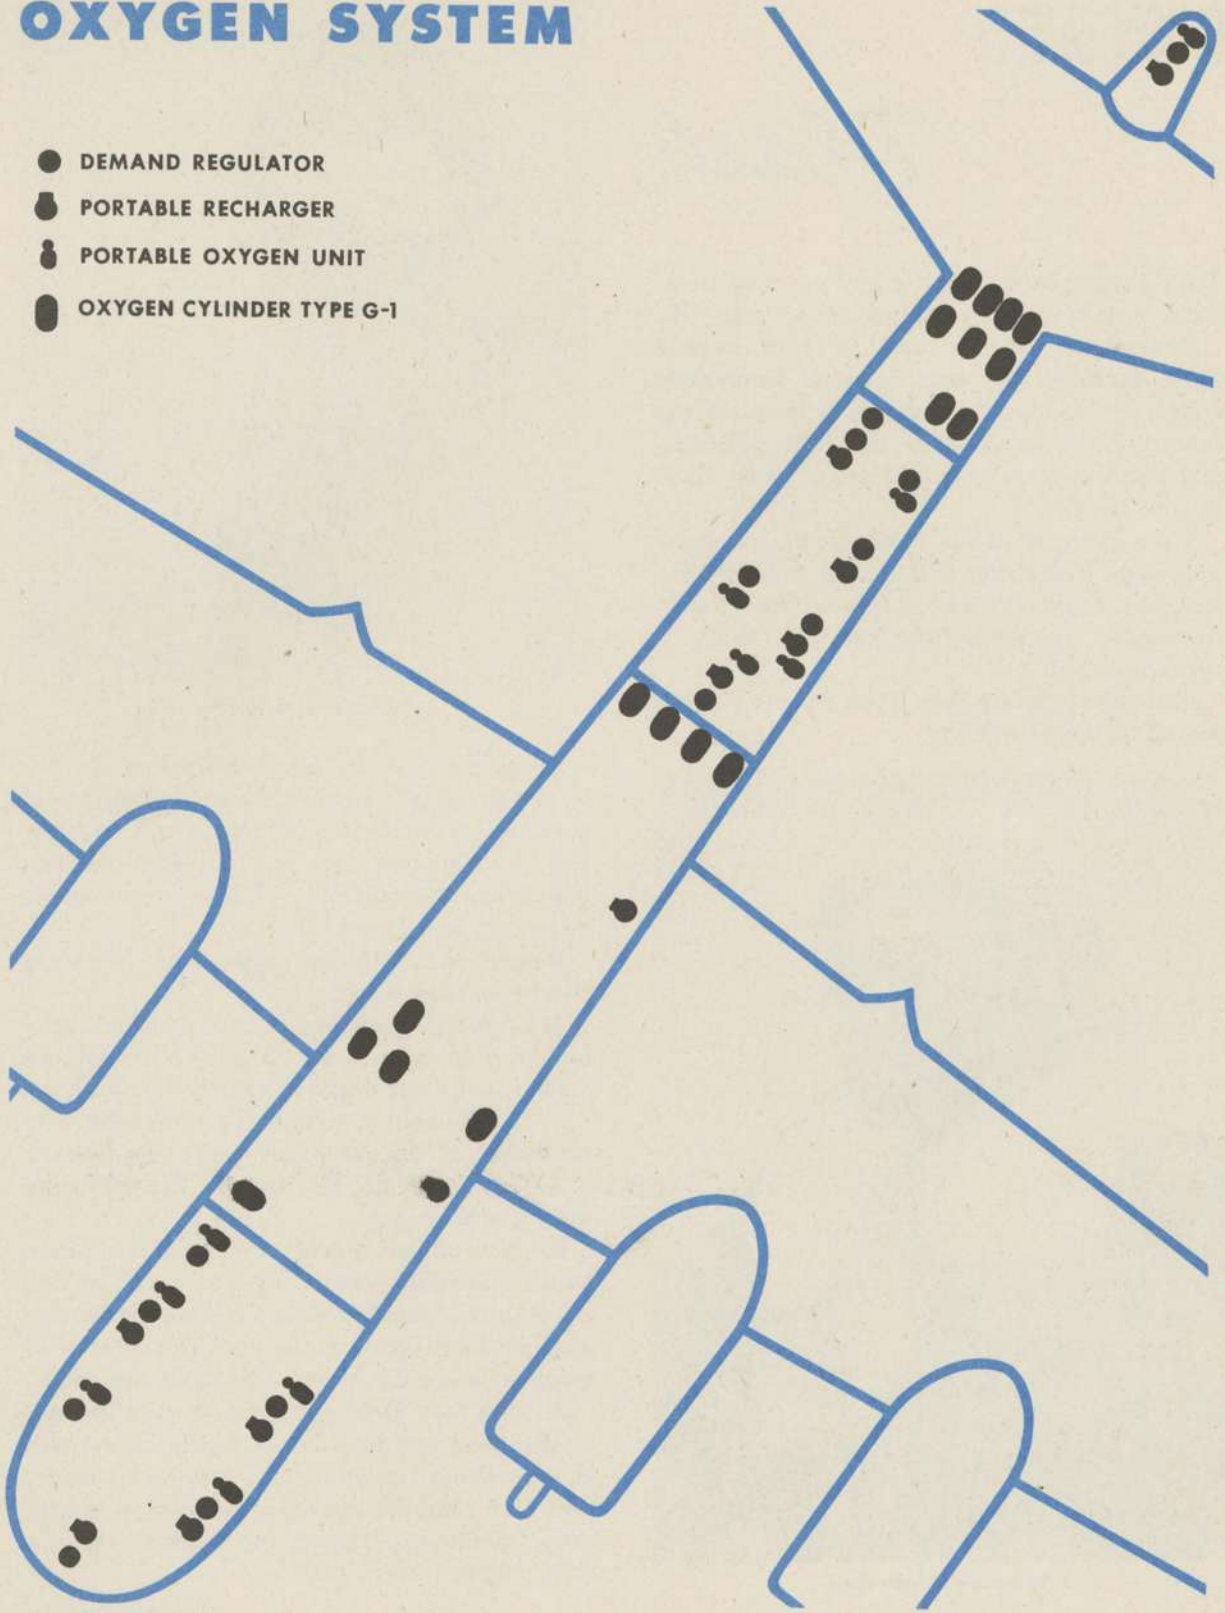 OXYGEN SYSTEM
DEMAND REGULATOR
PORTABLE RECHARGER
PORTABLE OXYGEN UNIT
OXYGEN CYLINDER TYPE G-1